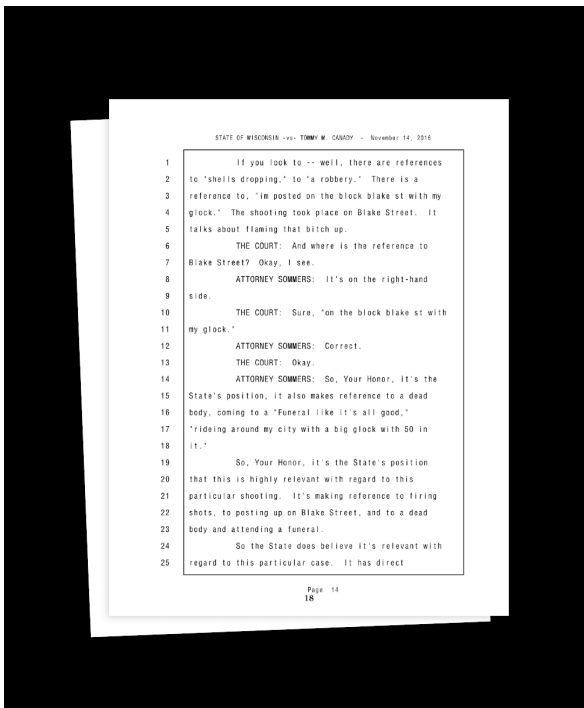 STATE OF WISCONSIN -vs- TOMMY M. CANADY - November 14, 2016
1 If you look to -- well, there are references
2 to "shells dropping," to "a robbery." There is a
3 reference to, "im posted on the block blake st with my
4 glock." The shooting took place on Blake Street. It
5 talks about flaming that bitch up.
6 THE COURT: And where is the reference to
7 Blake Street? Okay, I see.
8 ATTORNEY SOMMERS: It's on the right-hand
9 side.
10 THE COURT: Sure, "on the block blake st with
11 my glock."
12 ATTORNEY SOMMERS: Correct.
13 THE COURT: Okay.
14 ATTORNEY SOMMERS: So, Your Honor, it's the
15 State's position, it also makes reference to a dead
16 body, coming to a "Funeral like it's all good,"
17 "rideing around my city with a big glock with 50 in
18 it."
19 So, Your Honor, it's the State's position
20 that this is highly relevant with regard to this
21 particular shooting. It's making reference to firing
22 shots, to posting up on Blake Street, and to a dead
23 body and attending a funeral.
24 So the State does believe it's relevant with
25 regard to this particular case. It has direct
Page 14
18